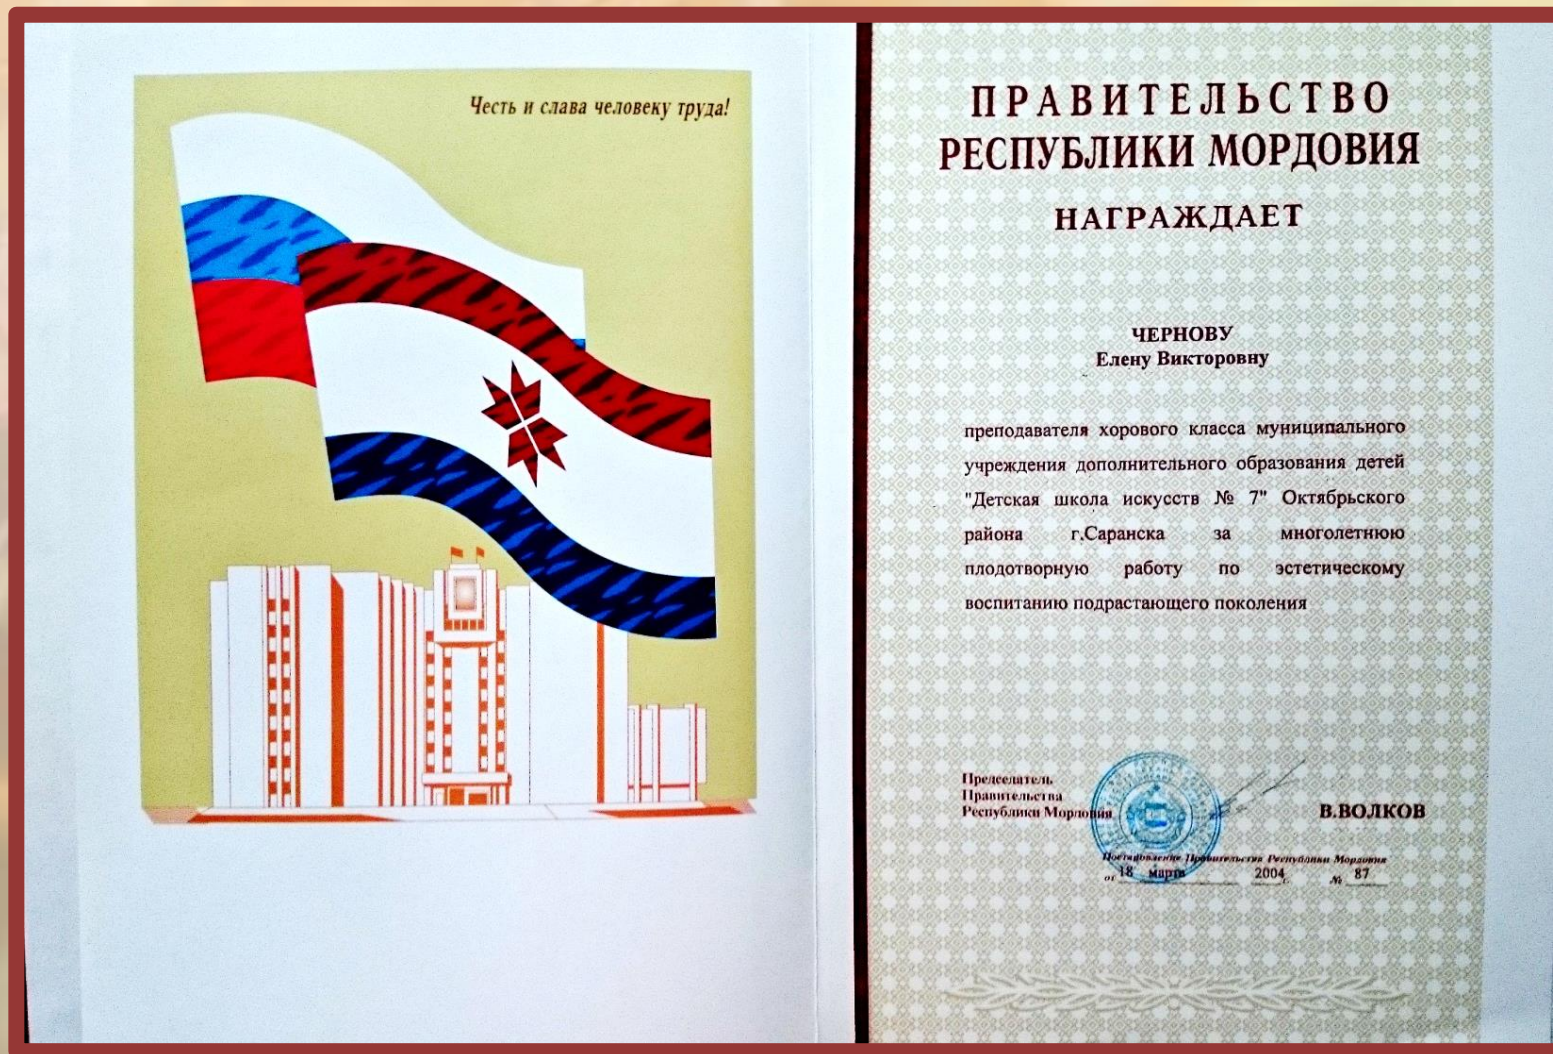 Честь и слава человеку труда!
ПРАВИТЕЛЬСТВО
РЕСПУБЛИКИ МОРДОВИЯ
НАГРАЖДАЕТ
ЧЕРНОВУ
Елену Викторовну
преподавателя хорового класса муниципального
учреждения дополнительного образования детей
"Детская школа искусств № 7" Октябрьского
района г.Саранска за многолетнюю
плодотворную работу по эстетическому
воспитанию подрастающего поколения
Председатель
Правительства
Республики Мордовия
В.ВОЛКОВ
Постановление Правительства Республики Мордовия
от 18 марта 2004 г. № 87